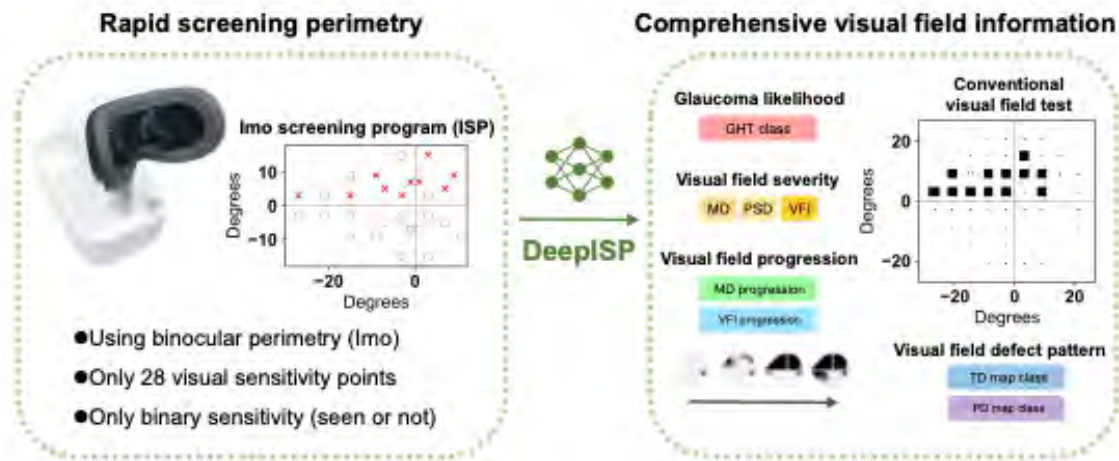 Rapid screening perimetry
Imo screening program (ISP)
Degrees
10
0
−10
−20
0
Degrees
●Using binocular perimetry (Imo)
●Only 28 visual sensitivity points
●Only binary sensitivity (seen or not)
DeepISP
Comprehensive visual field information
Glaucoma likelihood
GHT class
Visual field severity
MD PSD VFI
Visual field progression
MD progression
VFI progression
Conventional
visual field test
Degrees
20
0
−20
−20
0
20
Degrees
Visual field defect pattern
TD map class
PD map class